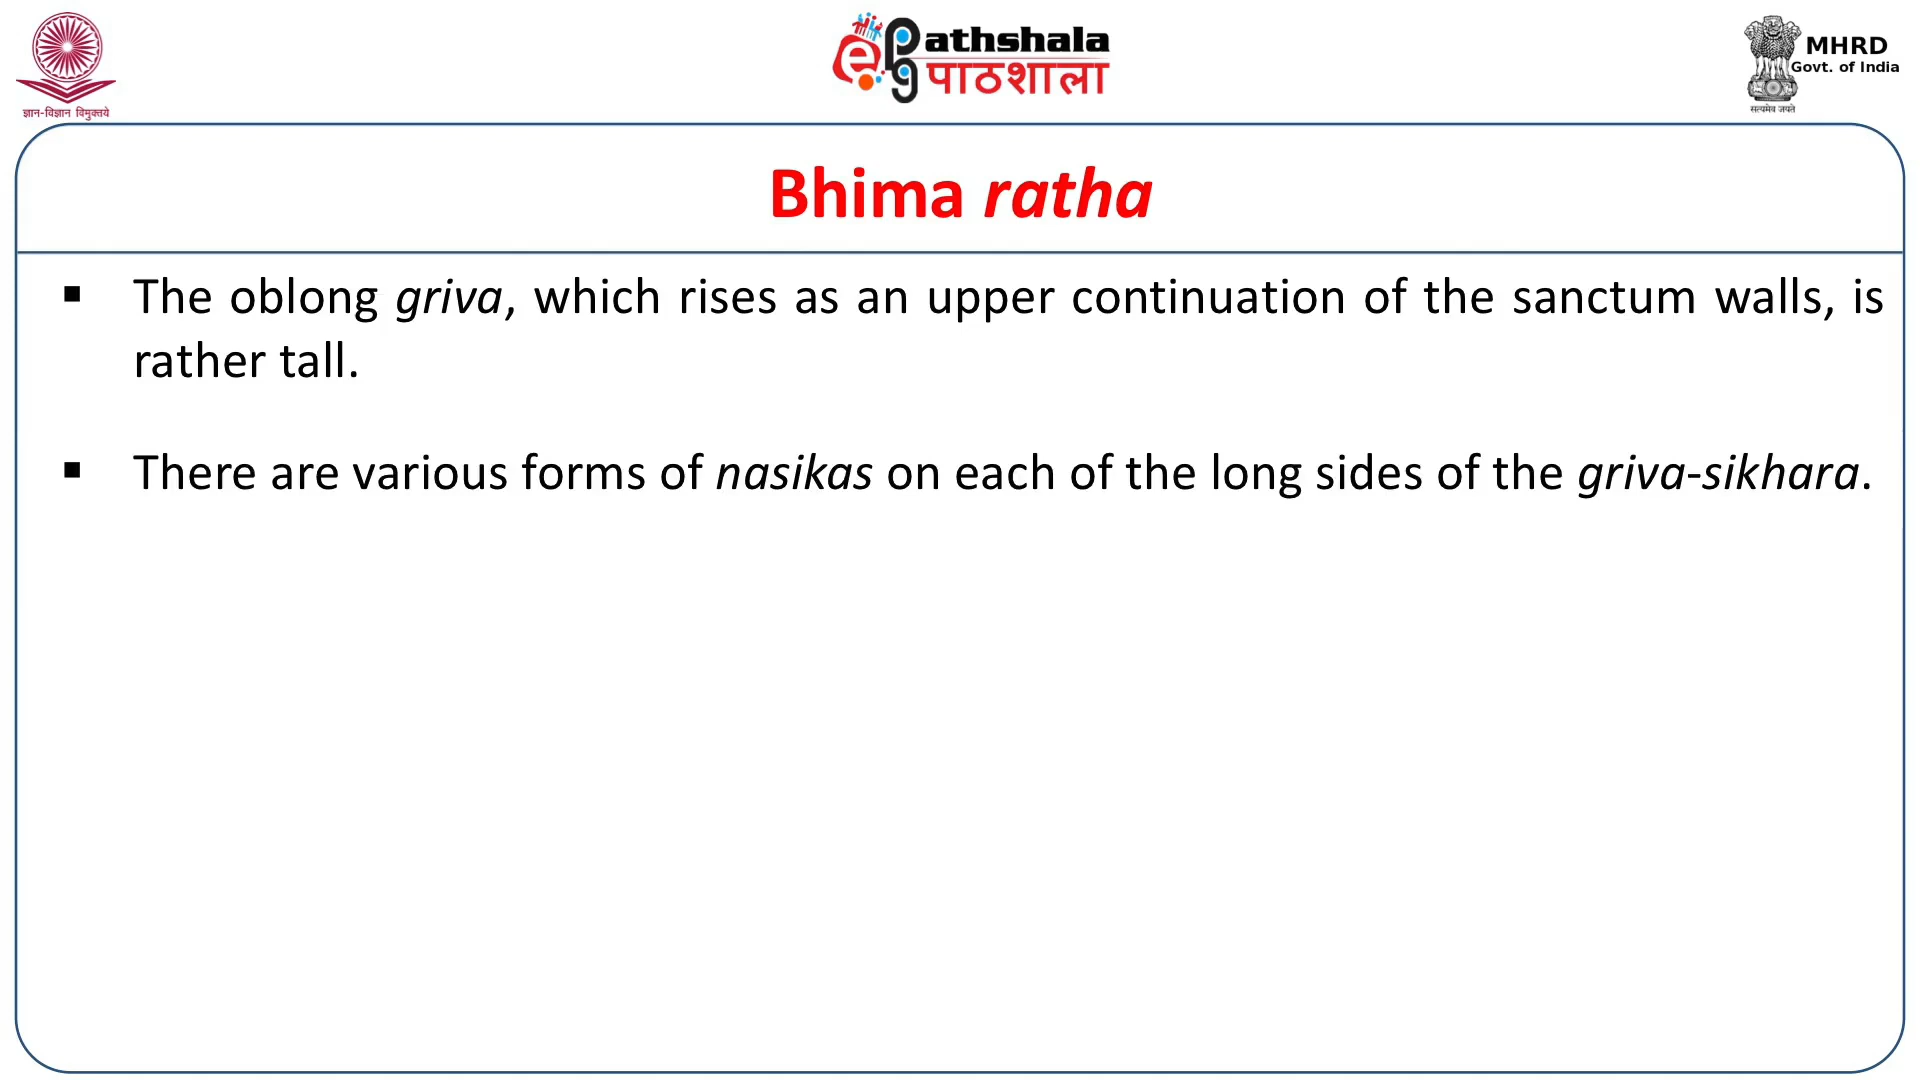 ज्ञान-विज्ञान विमुक्तये
ePg Pathshala
पाठशाला
MHRD
Govt. of India
सत्यमेव जयते
Bhima ratha
▪ The oblong griva, which rises as an upper continuation of the sanctum walls, is
rather tall.
▪ There are various forms of nasikas on each of the long sides of the griva-sikhara.